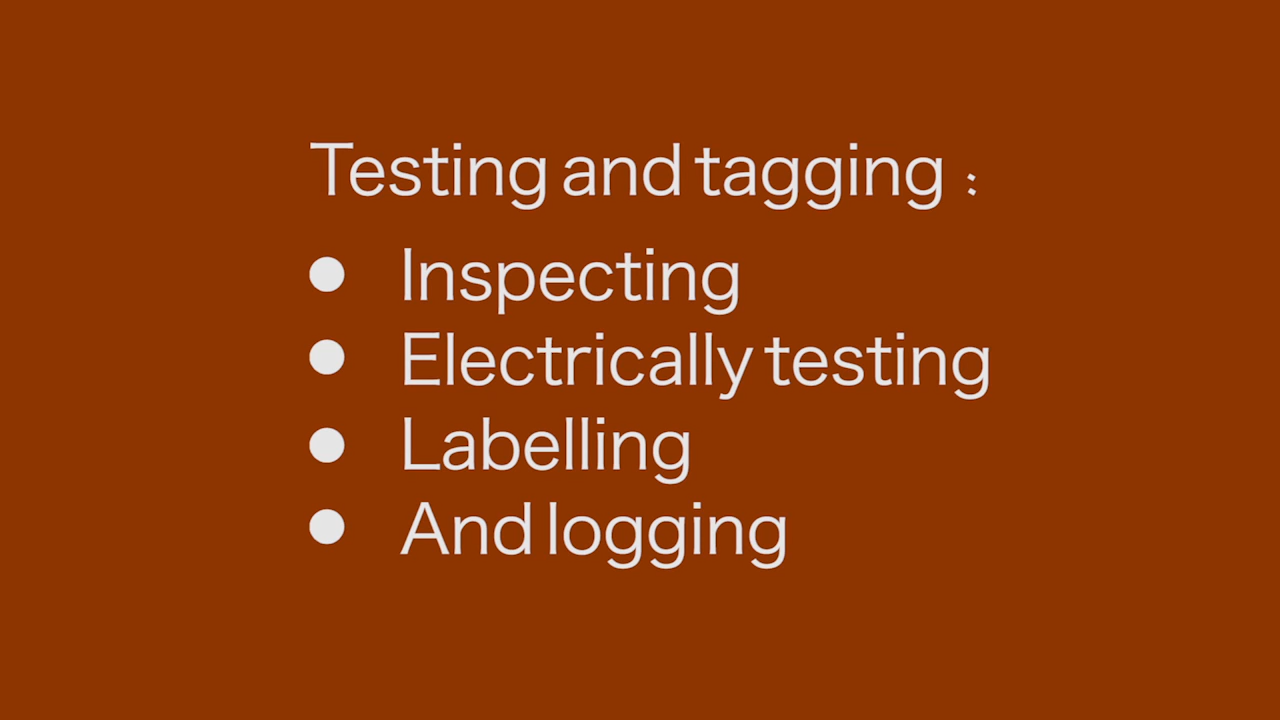 Testing and tagging :
● Inspecting
● Electrically testing
● Labelling
● And logging